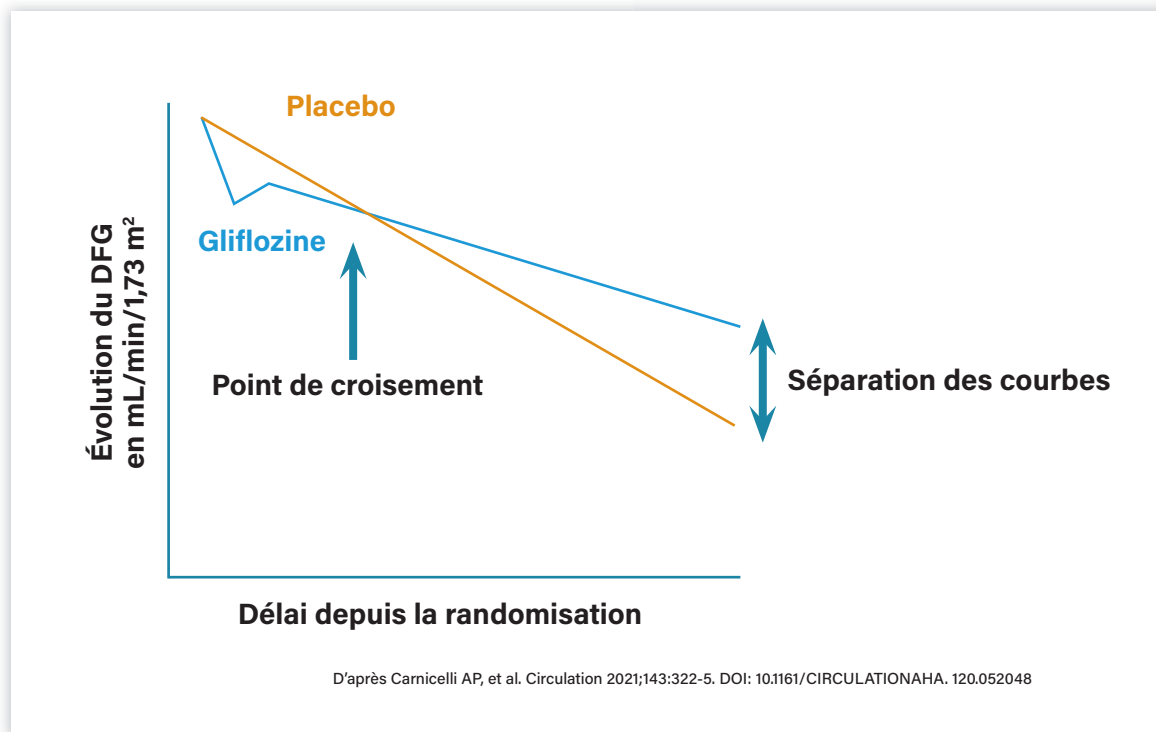 Placebo
Gliflozine
Évolution du DFG
en mL/min/1,73 m²
Point de croisement
Séparation des courbes
Délai depuis la randomisation
D'après Carnicelli AP, et al. Circulation 2021;143:322-5. DOI: 10.1161/CIRCULATIONAHA. 120.052048